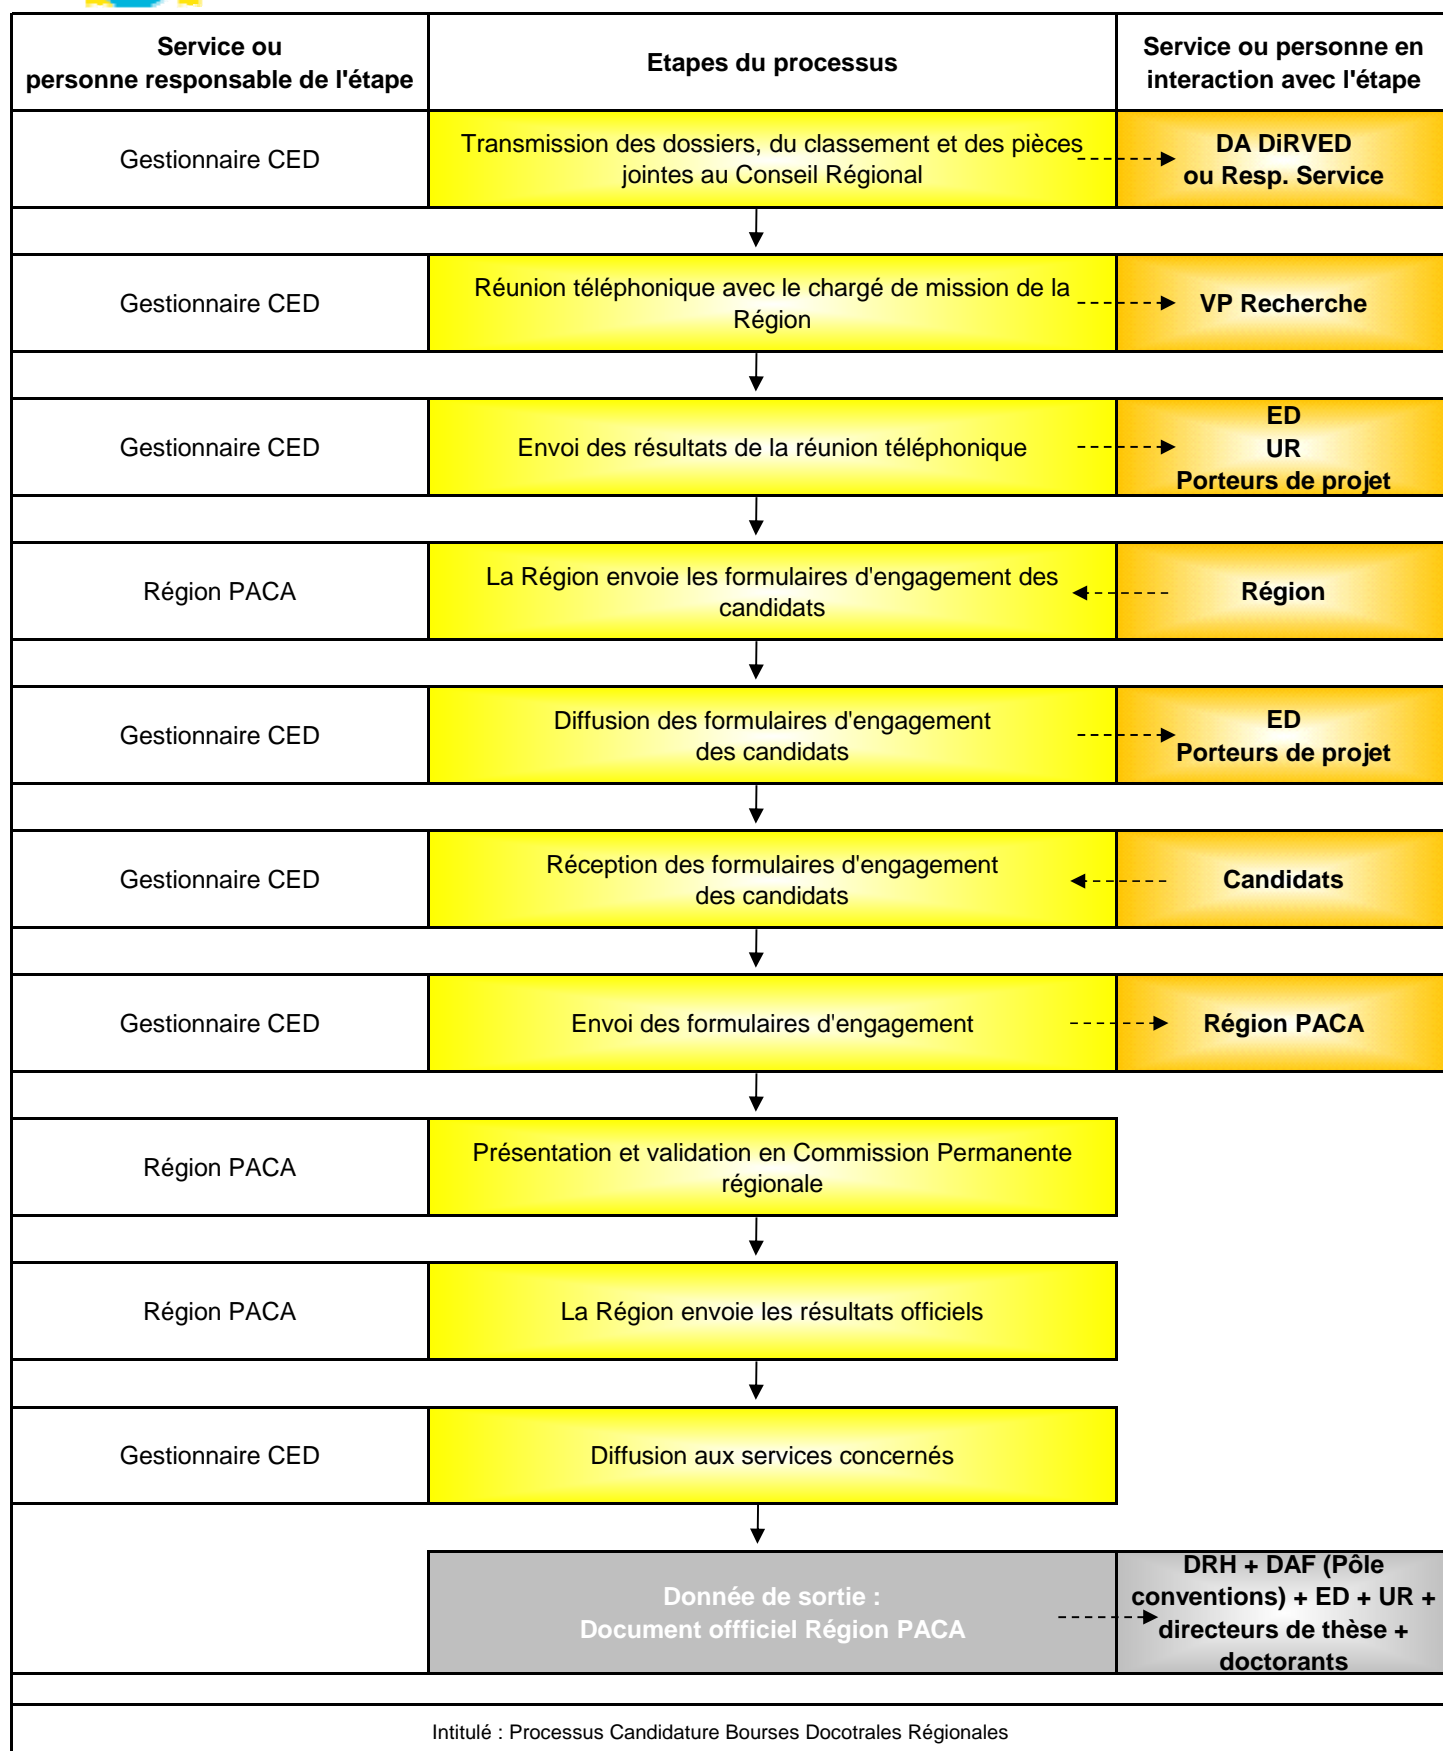 Service ou
personne responsable de l'étape
Etapes du processus
Service ou personne en
interaction avec l'étape
Gestionnaire CED
Transmission des dossiers, du classement et des pièces
jointes au Conseil Régional
DA DiRVED
ou Resp. Service
Gestionnaire CED
Réunion téléphonique avec le chargé de mission de la
Région
VP Recherche
Gestionnaire CED
Envoi des résultats de la réunion téléphonique
ED
UR
Porteurs de projet
Région PACA
La Région envoie les formulaires d'engagement des
candidats
Région
Gestionnaire CED
Diffusion des formulaires d'engagement
des candidats
ED
Porteurs de projet
Gestionnaire CED
Réception des formulaires d'engagement
des candidats
Candidats
Gestionnaire CED
Envoi des formulaires d'engagement
Région PACA
Région PACA
Présentation et validation en Commission Permanente
régionale
Région PACA
La Région envoie les résultats officiels
Gestionnaire CED
Diffusion aux services concernés
Donnée de sortie :
Document offficiel Région PACA
DRH + DAF (Pôle
conventions) + ED + UR +
directeurs de thèse +
doctorants
Intitulé : Processus Candidature Bourses Docotrales Régionales